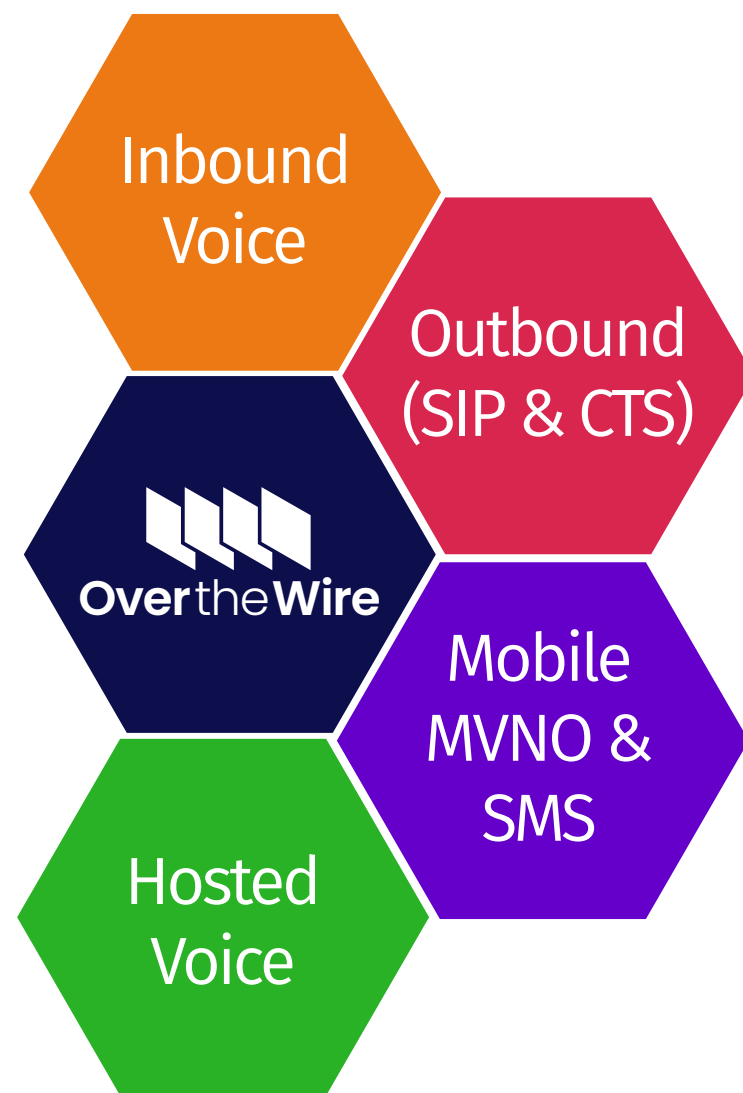 Inbound
Voice
Outbound
(SIP & CTS)
OvertheWire
Mobile
MVNO &
SMS
Hosted
Voice